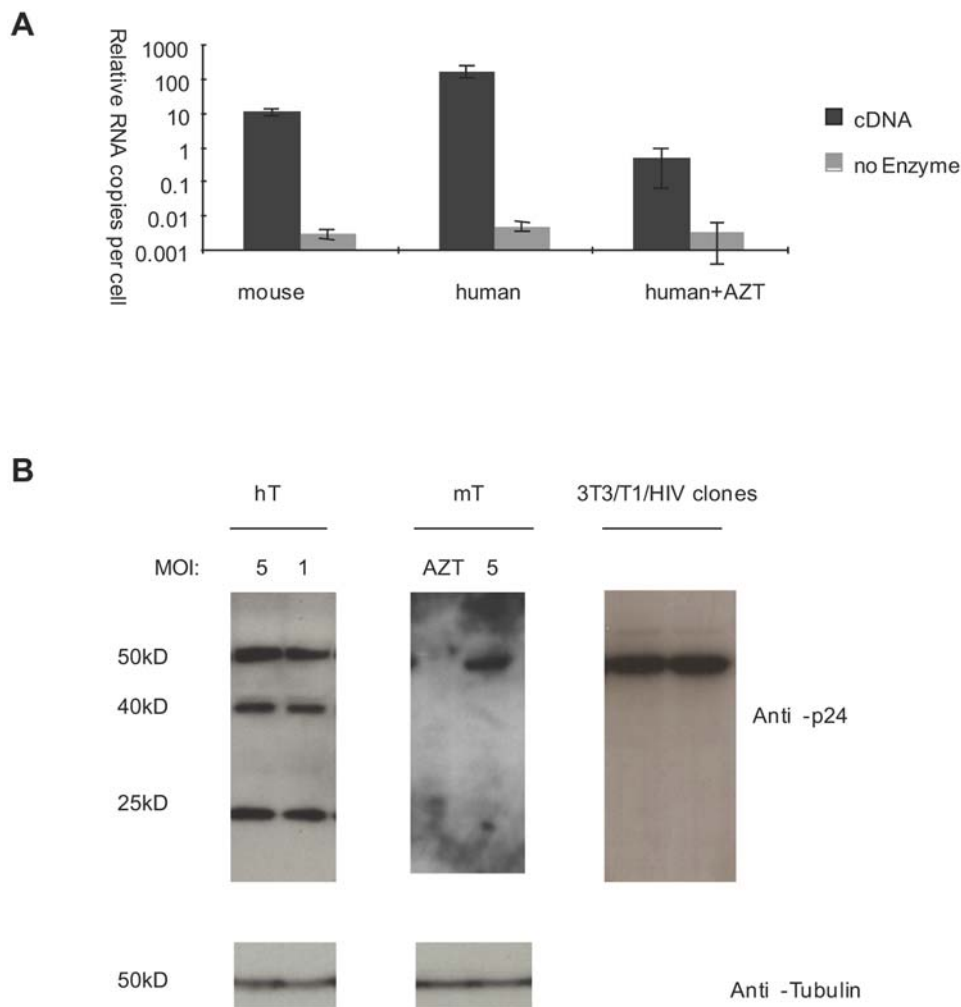 A
Relative RNA copies per cell
1000
100
10
1
0.1
0.01
0.001
mouse
human
human+AZT
cDNA
no Enzyme
B
hT
mT
3T3/T1/HIV clones
MOI: 5 1
AZT 5
50kD
40kD
25kD
Anti -p24
50kD
Anti -Tubulin